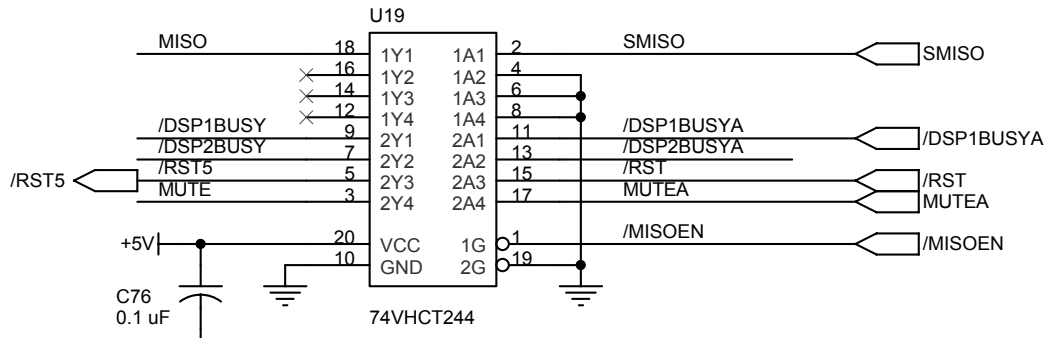 U19
MISO 18 1Y1 1A1 2 SMISO SMISO
16 1Y2 1A2 4
14 1Y3 1A3 6
12 1Y4 1A4 8
/DSP1BUSY 9 2Y1 2A1 11 /DSP1BUSYA /DSP1BUSYA
/DSP2BUSY 7 2Y2 2A2 13 /DSP2BUSYA
/RST5 /RST5 5 2Y3 2A3 15 /RST /RST
MUTE 3 2Y4 2A4 17 MUTEA MUTEA
+5V 20 VCC 1G 1 /MISOEN /MISOEN
10 GND 2G 19
C76
0.1 uF
74VHCT244